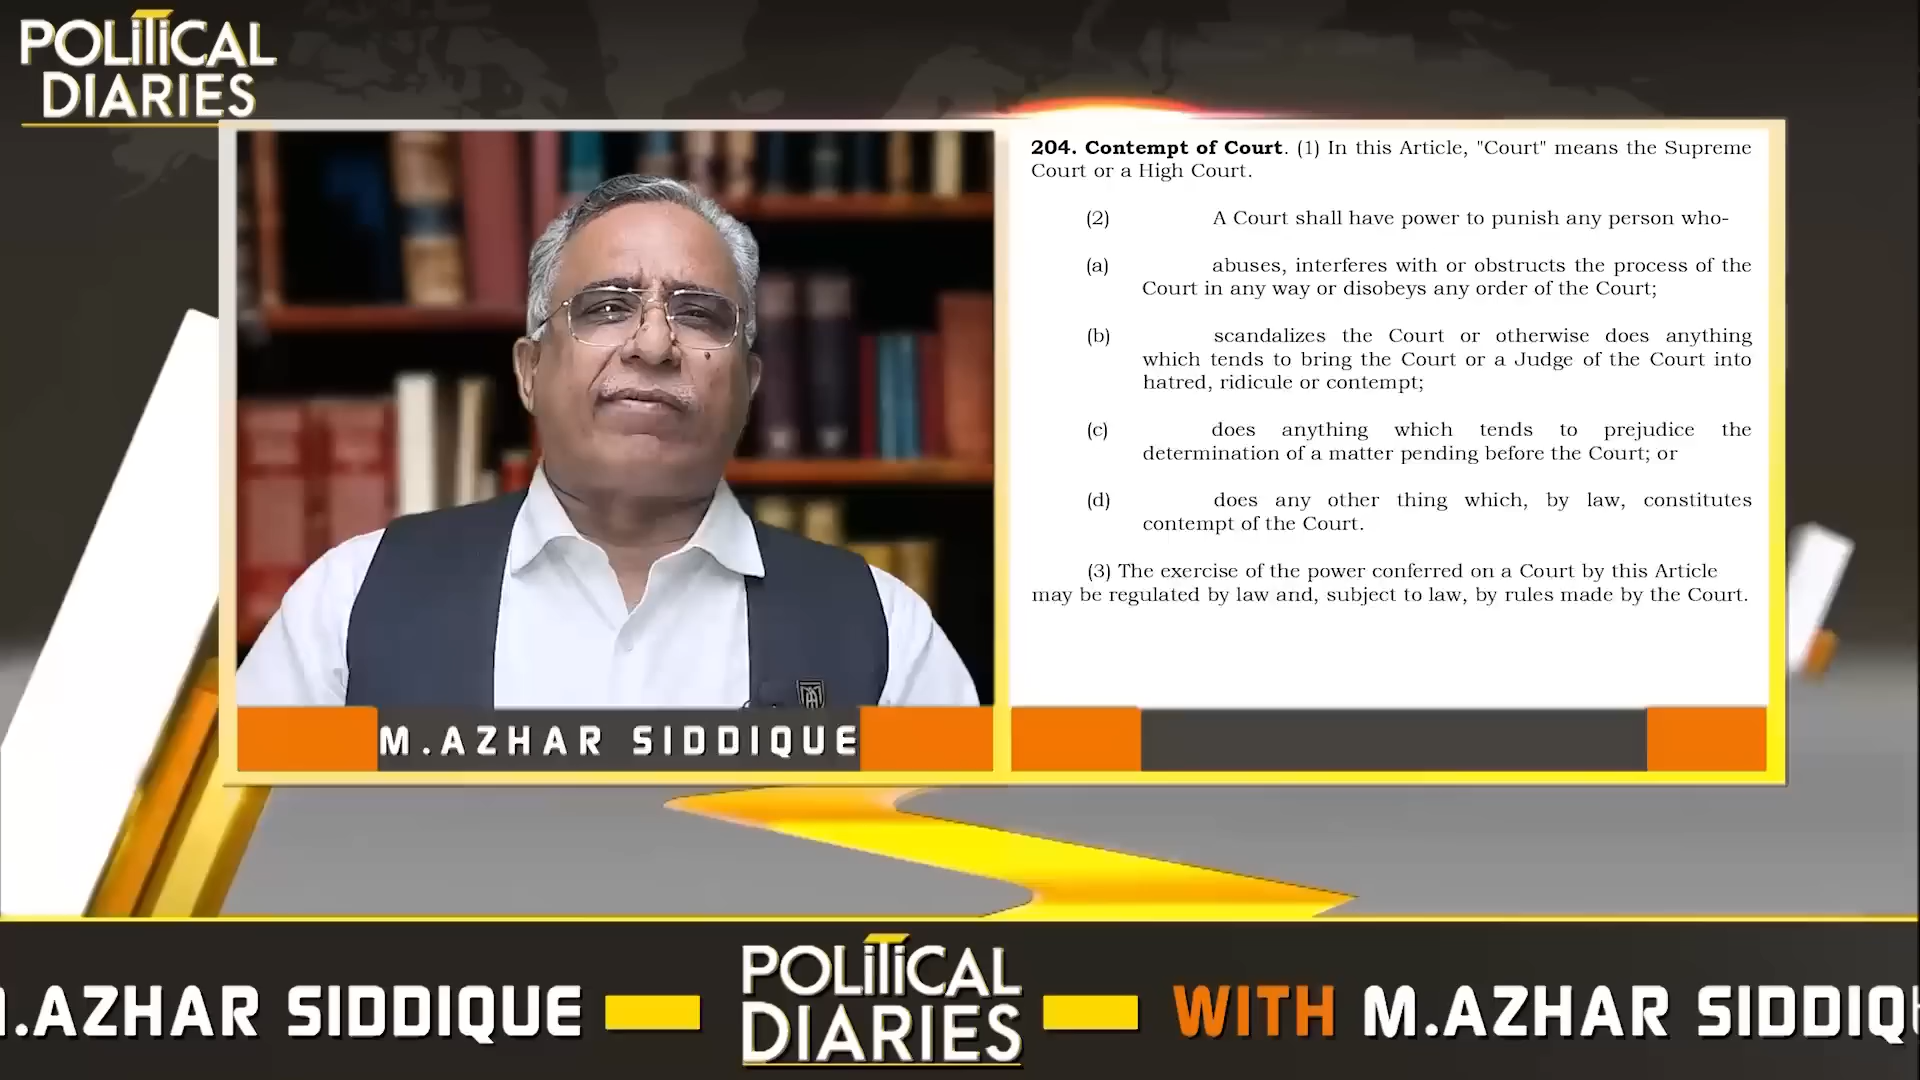 POLITICAL
DIARIES
204. Contempt of Court. (1) In this Article, "Court" means the Supreme
Court or a High Court.
(2) A Court shall have power to punish any person who-
(a) abuses, interferes with or obstructs the process of the
Court in any way or disobeys any order of the Court;
(b) scandalizes the Court or otherwise does anything
which tends to bring the Court or a Judge of the Court into
hatred, ridicule or contempt;
(c) does anything which tends to prejudice the
determination of a matter pending before the Court; or
(d) does any other thing which, by law, constitutes
contempt of the Court.
(3) The exercise of the power conferred on a Court by this Article
may be regulated by law and, subject to law, by rules made by the Court.
M.AZHAR SIDDIQUE
M.AZHAR SIDDIQUE
POLITICAL
DIARIES
WITH M.AZHAR SIDDIQ